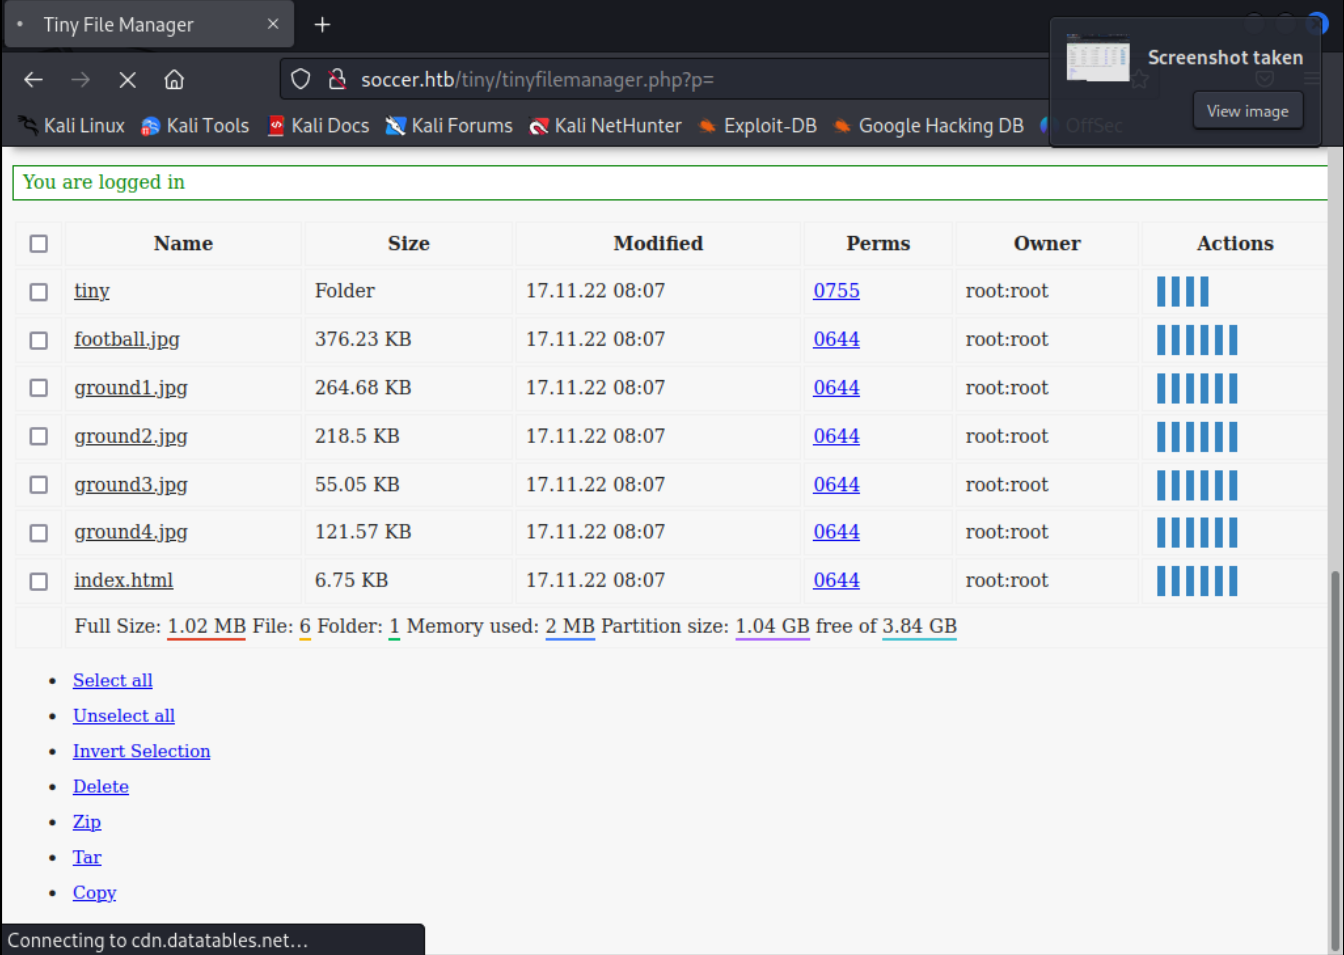 Tiny File Manager
Screenshot taken
soccer.htb/tiny/tinyfilemanager.php?p=
View image
Kali Linux Kali Tools Kali Docs Kali Forums Kali NetHunter Exploit-DB Google Hacking DB OffSec
You are logged in
Name Size Modified Perms Owner Actions
tiny Folder 17.11.22 08:07 0755 root:root
football.jpg 376.23 KB 17.11.22 08:07 0644 root:root
ground1.jpg 264.68 KB 17.11.22 08:07 0644 root:root
ground2.jpg 218.5 KB 17.11.22 08:07 0644 root:root
ground3.jpg 55.05 KB 17.11.22 08:07 0644 root:root
ground4.jpg 121.57 KB 17.11.22 08:07 0644 root:root
index.html 6.75 KB 17.11.22 08:07 0644 root:root
Full Size: 1.02 MB File: 6 Folder: 1 Memory used: 2 MB Partition size: 1.04 GB free of 3.84 GB
Select all
Unselect all
Invert Selection
Delete
Zip
Tar
Copy
Connecting to cdn.datatables.net...